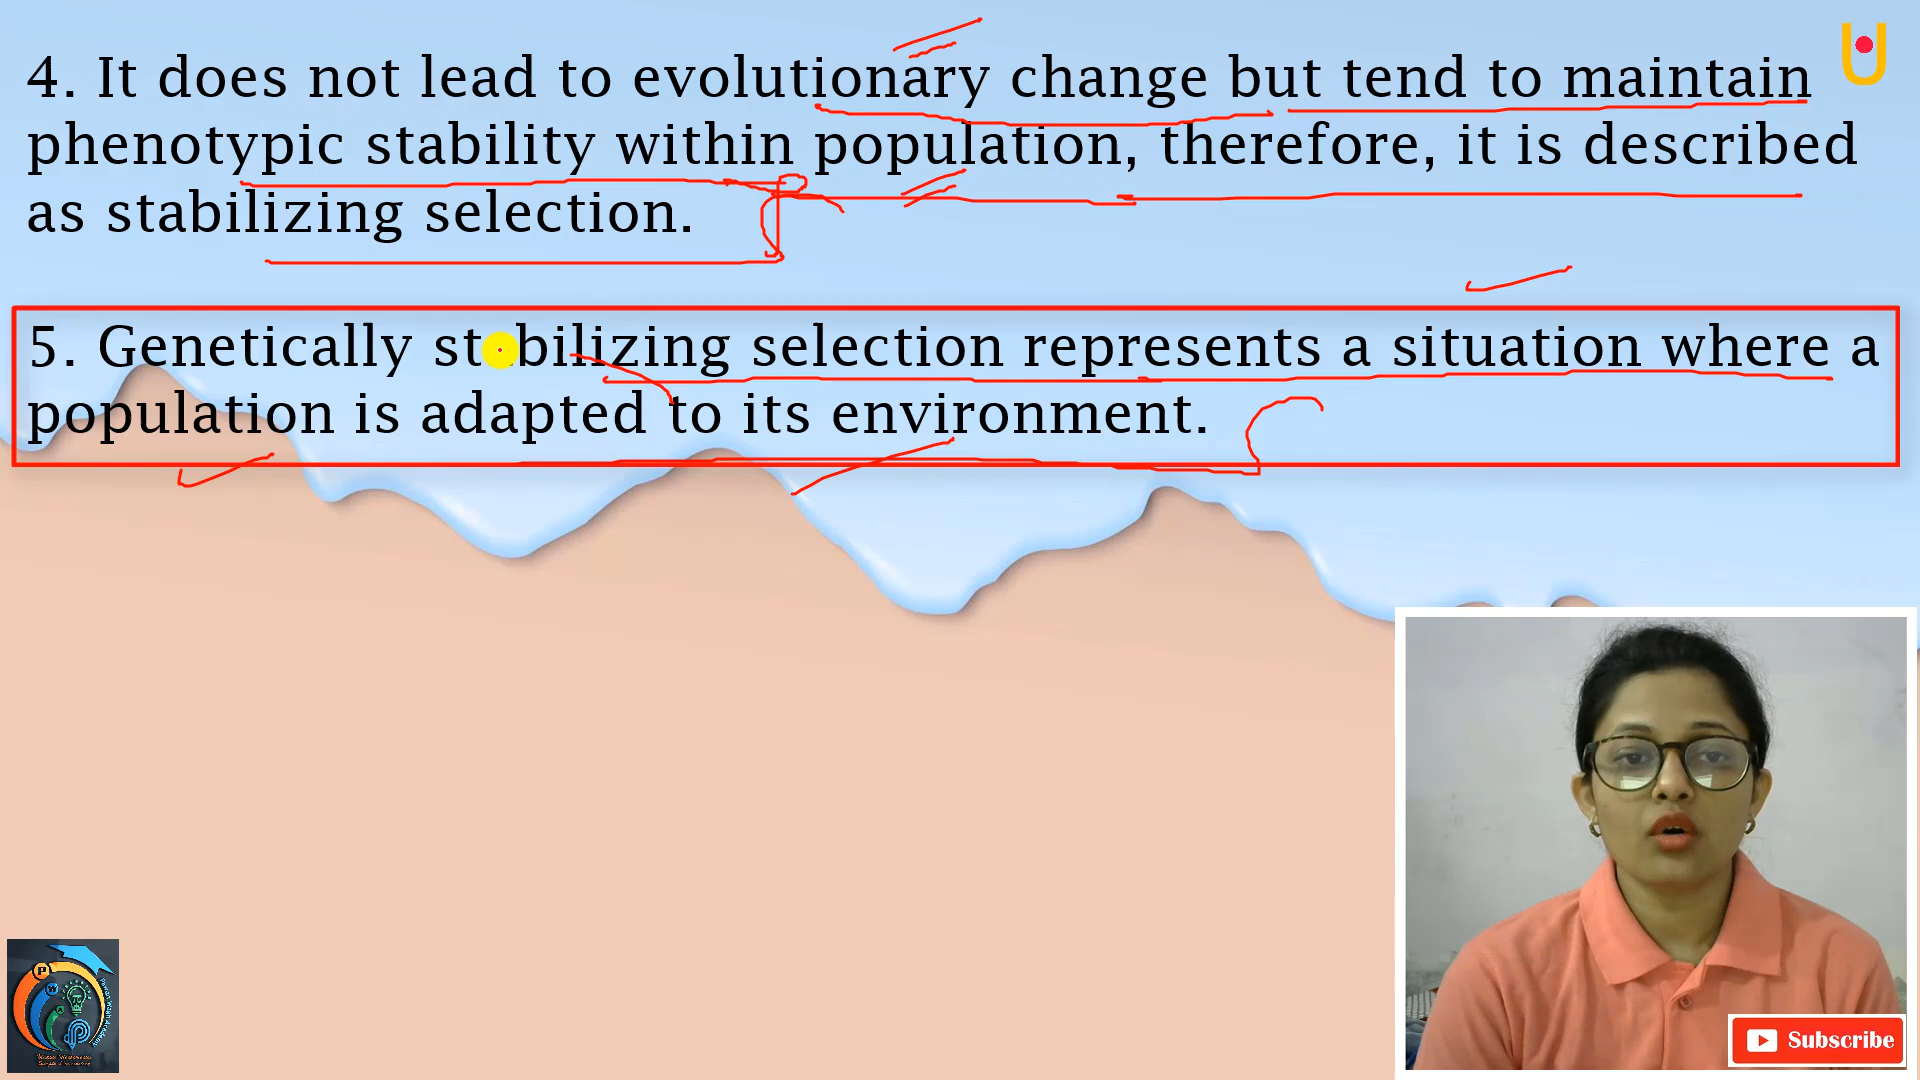 4. It does not lead to evolutionary change but tend to maintain
phenotypic stability within population, therefore, it is described
as stabilizing selection.
5. Genetically stabilizing selection represents a situation where a
population is adapted to its environment.
Subscribe